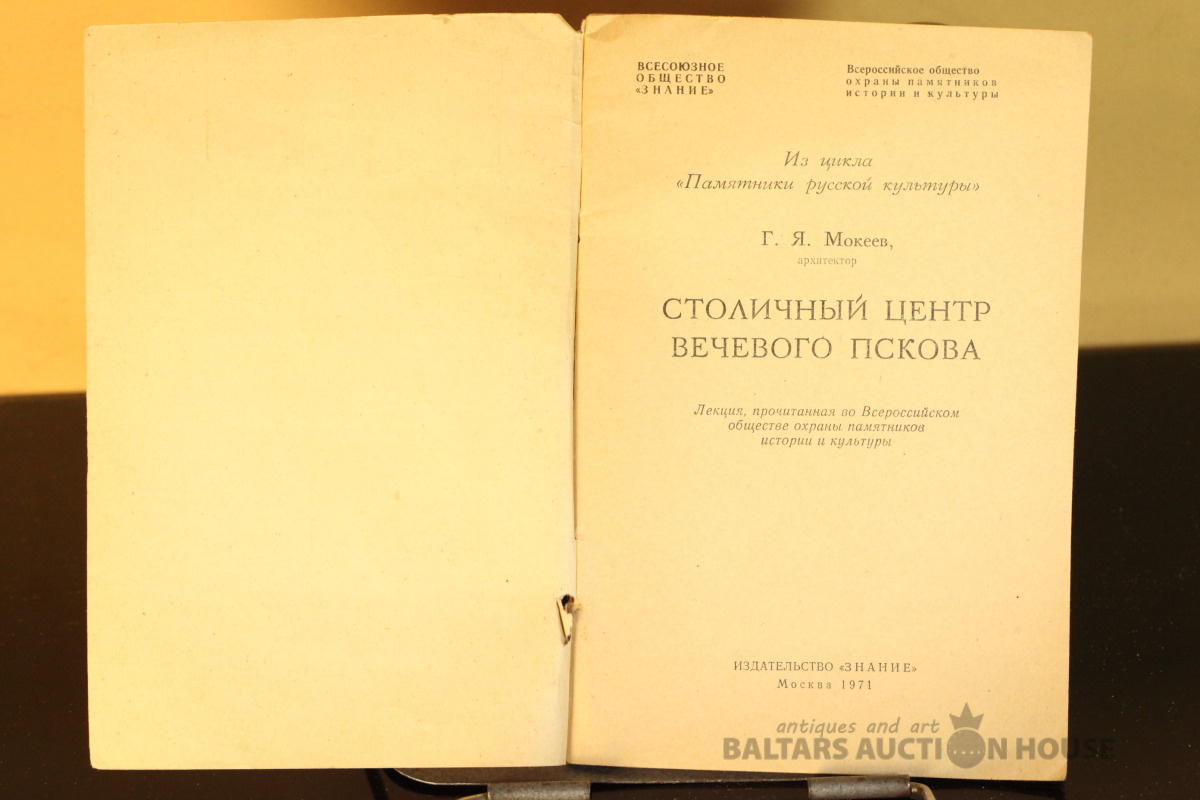 ВСЕСОЮЗНОЕ
ОБЩЕСТВО
«ЗНАНИЕ»
Всероссийское общество
охраны памятников
истории и культуры
Из цикла
«Памятники русской культуры»
Г. Я. Мокеев,
архитектор
СТОЛИЧНЫЙ ЦЕНТР
ВЕЧЕВОГО ПСКОВА
Лекция, прочитанная во Всероссийском
обществе охраны памятников
истории и культуры
ИЗДАТЕЛЬСТВО «ЗНАНИЕ»
Москва 1971
antiques and art
BALTARS AUCTION HOUSE